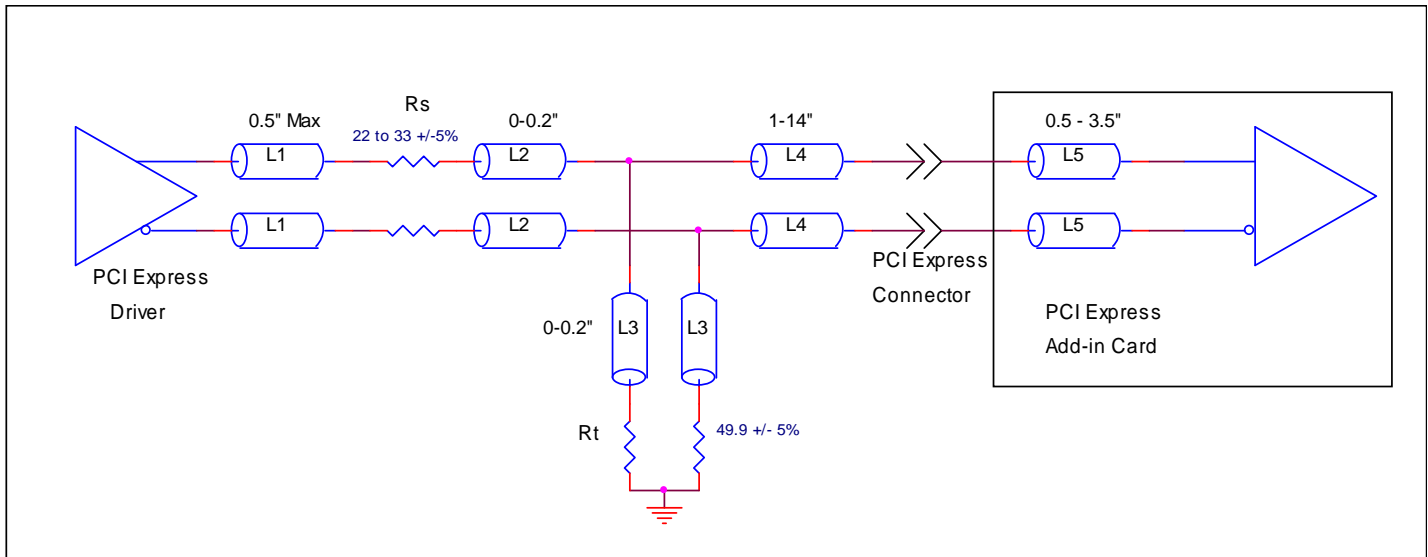 Rs
0.5" Max
22 to 33 +/-5%
0-0.2"
1-14"
0.5 - 3.5"
L1
L2
L4
L5
L1
L2
L4
L5
PCI Express
Driver
PCI Express
Connector
0-0.2"
L3
L3
PCI Express
Add-in Card
Rt
49.9 +/- 5%